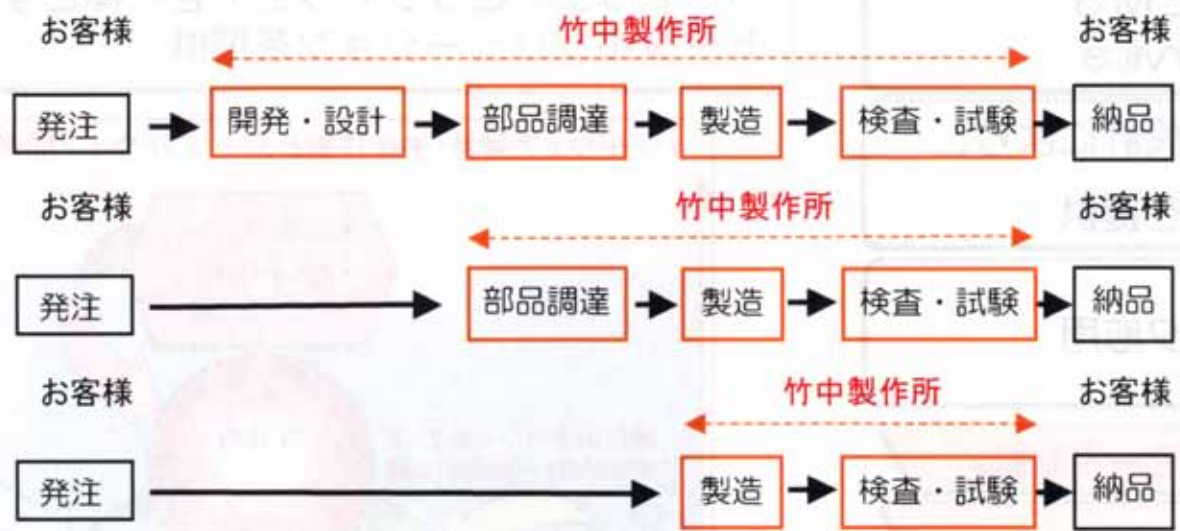 お客様 竹中製作所 お客様
発注 開発・設計 部品調達 製造 検査・試験 納品
お客様 竹中製作所 お客様
発注 部品調達 製造 検査・試験 納品
お客様 竹中製作所 お客様
発注 製造 検査・試験 納品